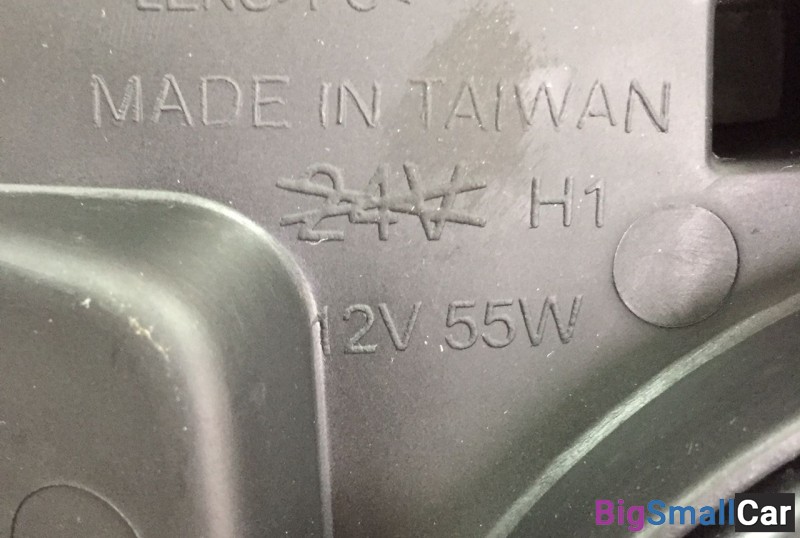 MADE IN TAIWAN
24V H1
12V 55W
BigSmallCar